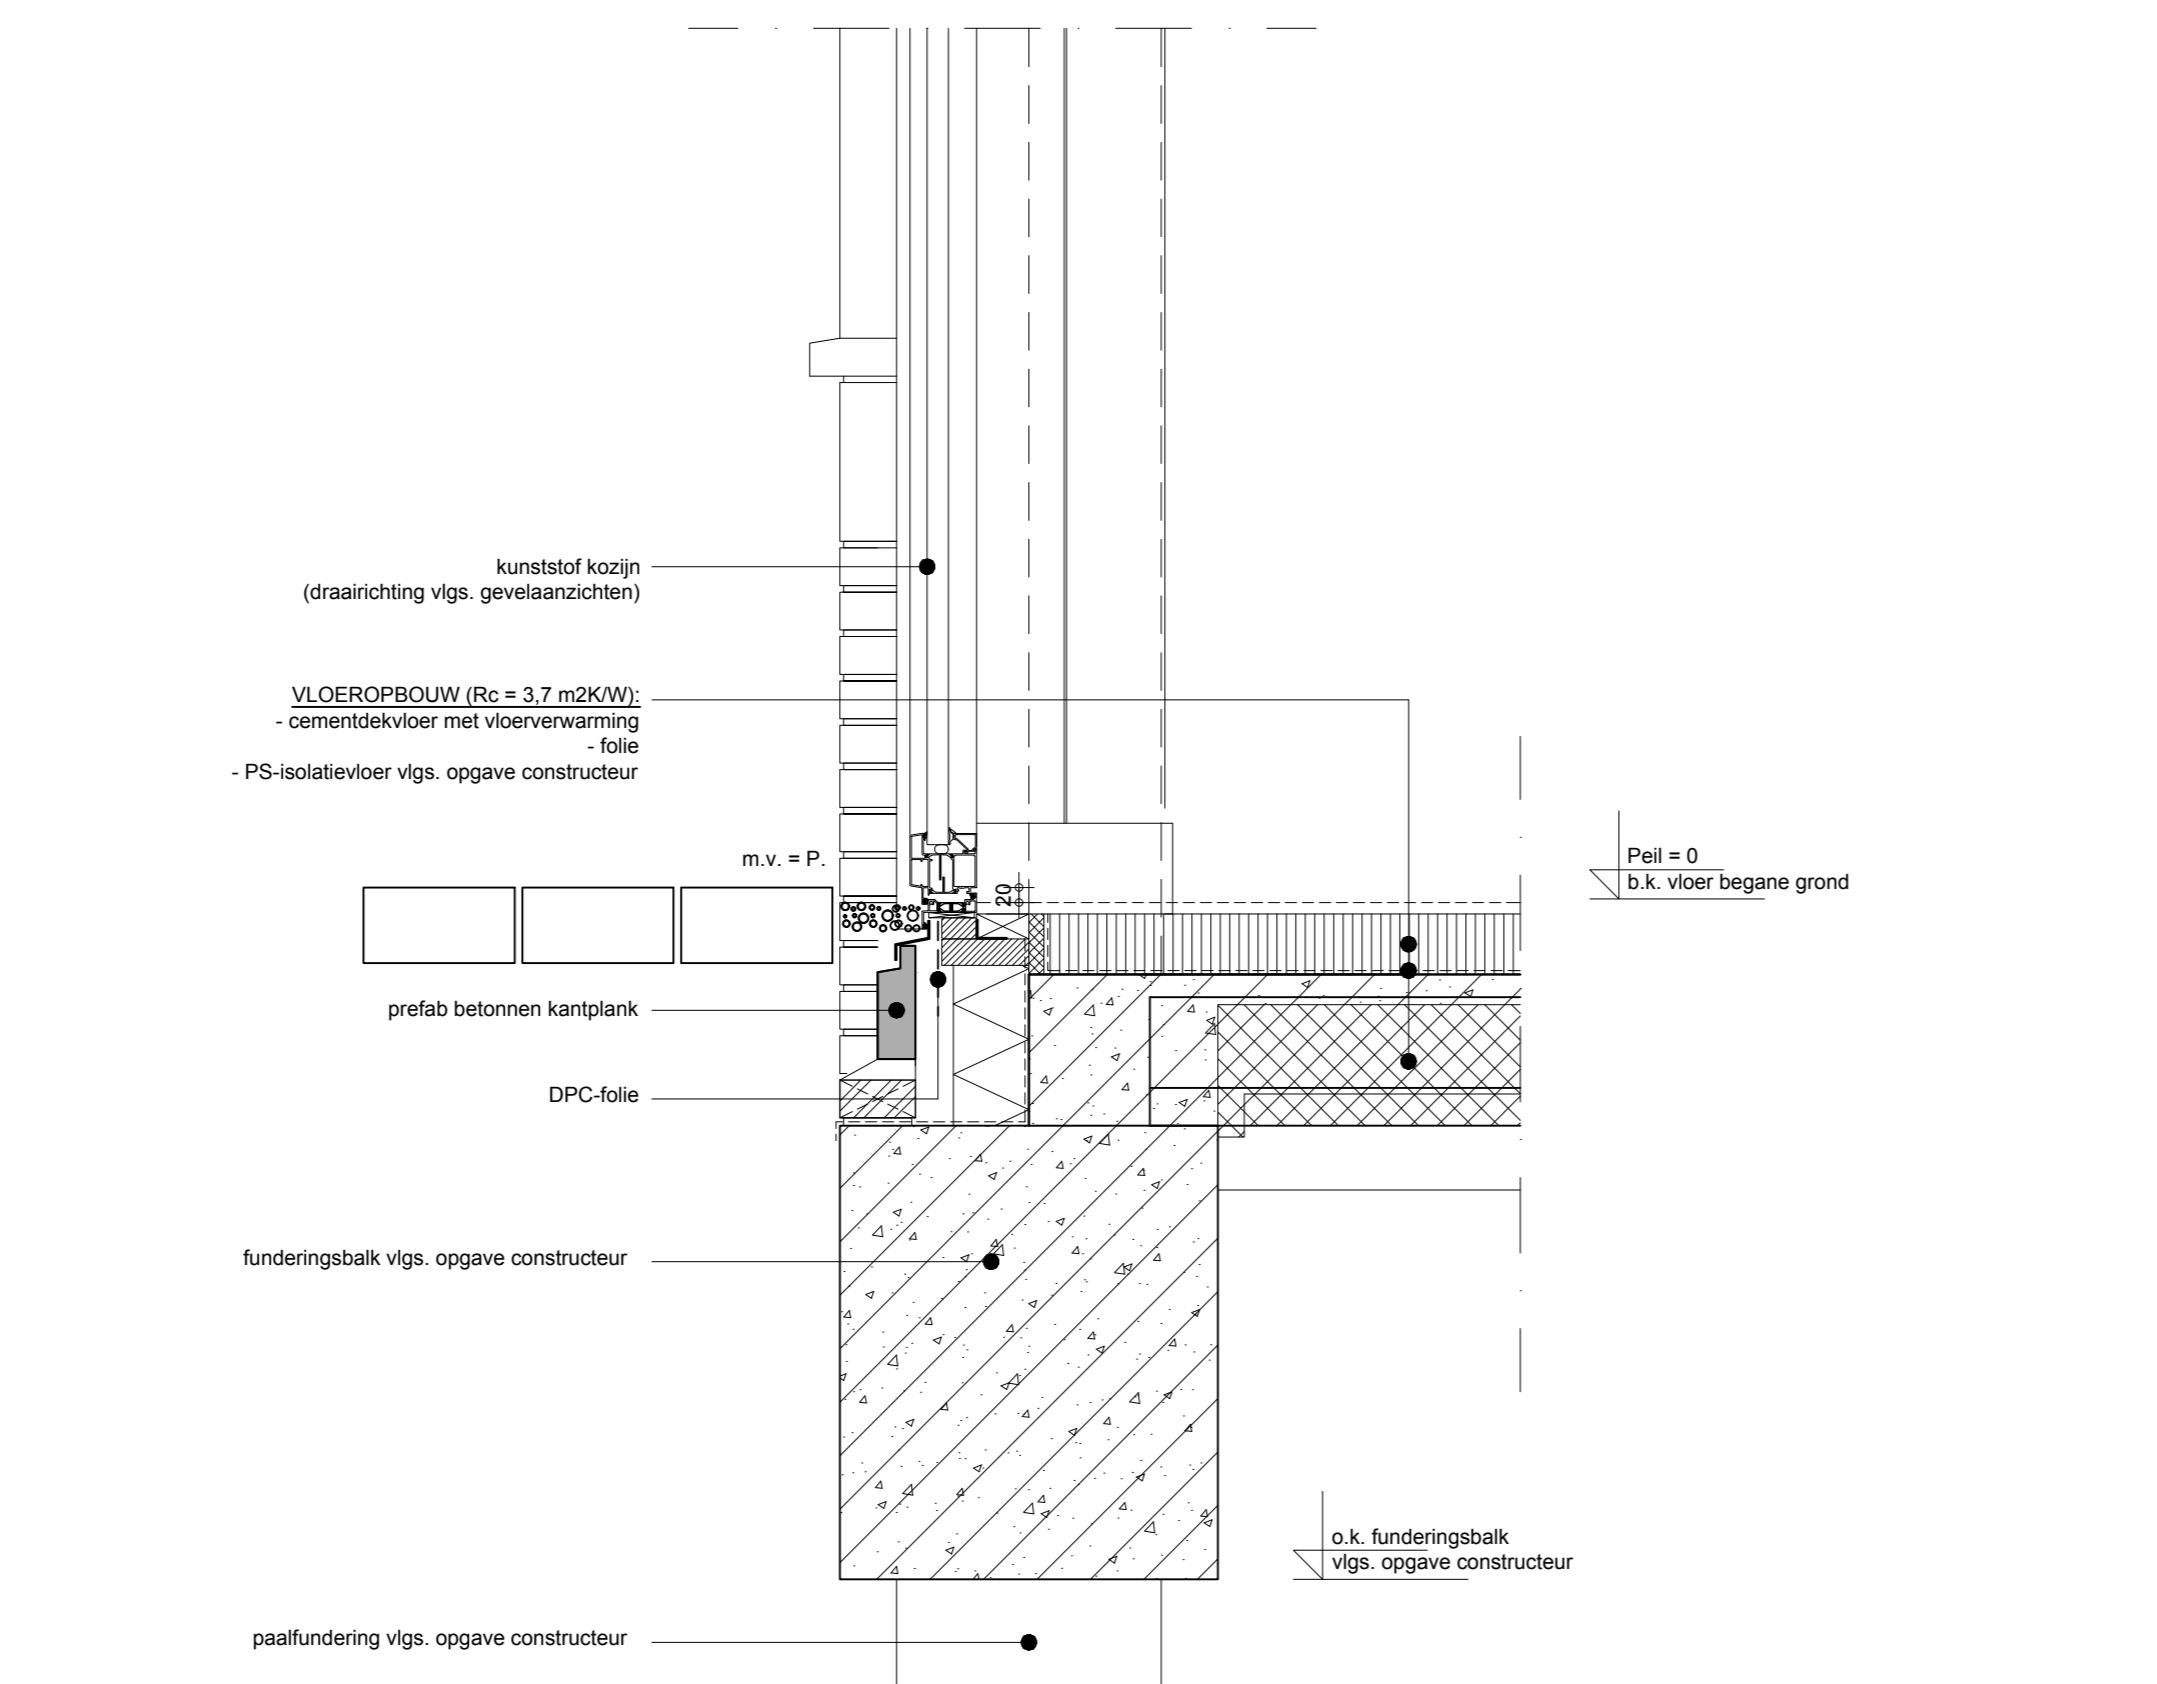 kunststof kozijn
(draairichting vlgs. gevelaanzichten)
VLOEROPBOUW (Rc = 3,7 m2K/W):
- cementdekvloer met vloerverwarming
- folie
- PS-isolatievloer vlgs. opgave constructeur
m.v. = P.
Peil = 0
b.k. vloer begane grond
20
prefab betonnen kantplank
DPC-folie
funderingsbalk vlgs. opgave constructeur
o.k. funderingsbalk
vlgs. opgave constructeur
paalfundering vlgs. opgave constructeur